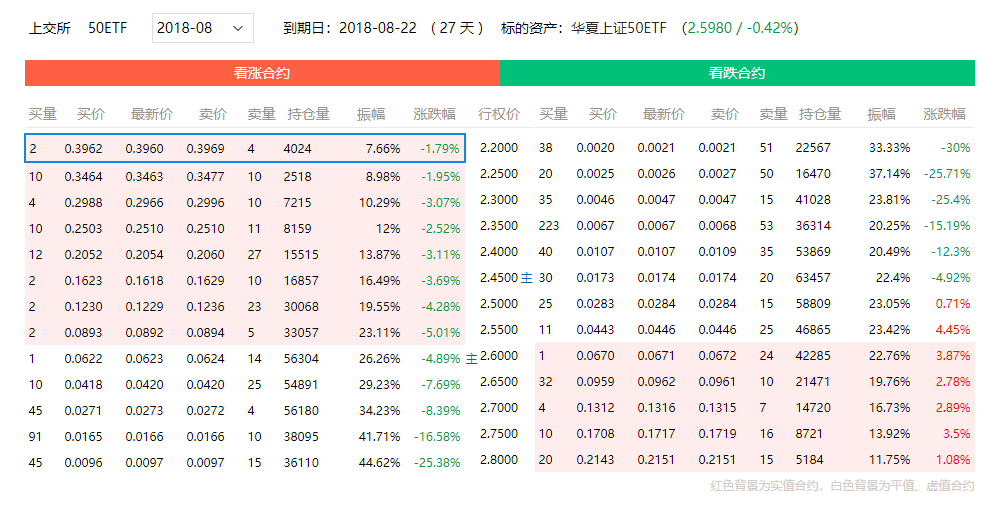 上交所 50ETF 2018-08 到期日：2018-08-22 （ 27 天 ） 标的资产：华夏上证50ETF （2.5980 / -0.42%）
看涨合约 看跌合约
买量 买价 最新价 卖价 卖量 持仓量 振幅 涨跌幅 行权价 买量 买价 最新价 卖价 卖量 持仓量 振幅 涨跌幅
2 0.3962 0.3960 0.3969 4 4024 7.66% -1.79% 2.2000 38 0.0020 0.0021 0.0021 51 22567 33.33% -30%
10 0.3464 0.3463 0.3477 10 2518 8.98% -1.95% 2.2500 20 0.0025 0.0026 0.0027 50 16470 37.14% -25.71%
4 0.2988 0.2966 0.2996 10 7215 10.29% -3.07% 2.3000 35 0.0046 0.0047 0.0047 15 41028 23.81% -25.4%
10 0.2503 0.2510 0.2510 11 8159 12% -2.52% 2.3500 223 0.0067 0.0067 0.0068 53 36314 20.25% -15.19%
12 0.2052 0.2054 0.2060 27 15515 13.87% -3.11% 2.4000 40 0.0107 0.0107 0.0109 35 53869 20.49% -12.3%
2 0.1623 0.1618 0.1629 10 16857 16.49% -3.69% 2.4500 主 30 0.0173 0.0174 0.0174 20 63457 22.4% -4.92%
2 0.1230 0.1229 0.1236 23 30068 19.55% -4.28% 2.5000 25 0.0283 0.0284 0.0284 15 58809 23.05% 0.71%
2 0.0893 0.0892 0.0894 5 33057 23.11% -5.01% 2.5500 11 0.0443 0.0446 0.0446 25 46865 23.42% 4.45%
1 0.0622 0.0623 0.0624 14 56304 26.26% -4.89% 主 2.6000 1 0.0670 0.0671 0.0672 24 42285 22.76% 3.87%
10 0.0418 0.0420 0.0420 25 54891 29.23% -7.69% 2.6500 32 0.0959 0.0962 0.0961 10 21471 19.76% 2.78%
45 0.0271 0.0273 0.0272 4 56180 34.23% -8.39% 2.7000 4 0.1312 0.1316 0.1315 7 14720 16.73% 2.89%
91 0.0165 0.0166 0.0166 10 38095 41.71% -16.58% 2.7500 10 0.1708 0.1717 0.1719 16 8721 13.92% 3.5%
45 0.0096 0.0097 0.0097 15 36110 44.62% -25.38% 2.8000 20 0.2143 0.2151 0.2151 15 5184 11.75% 1.08%
红色背景为实值合约，白色背景为平值、虚值合约